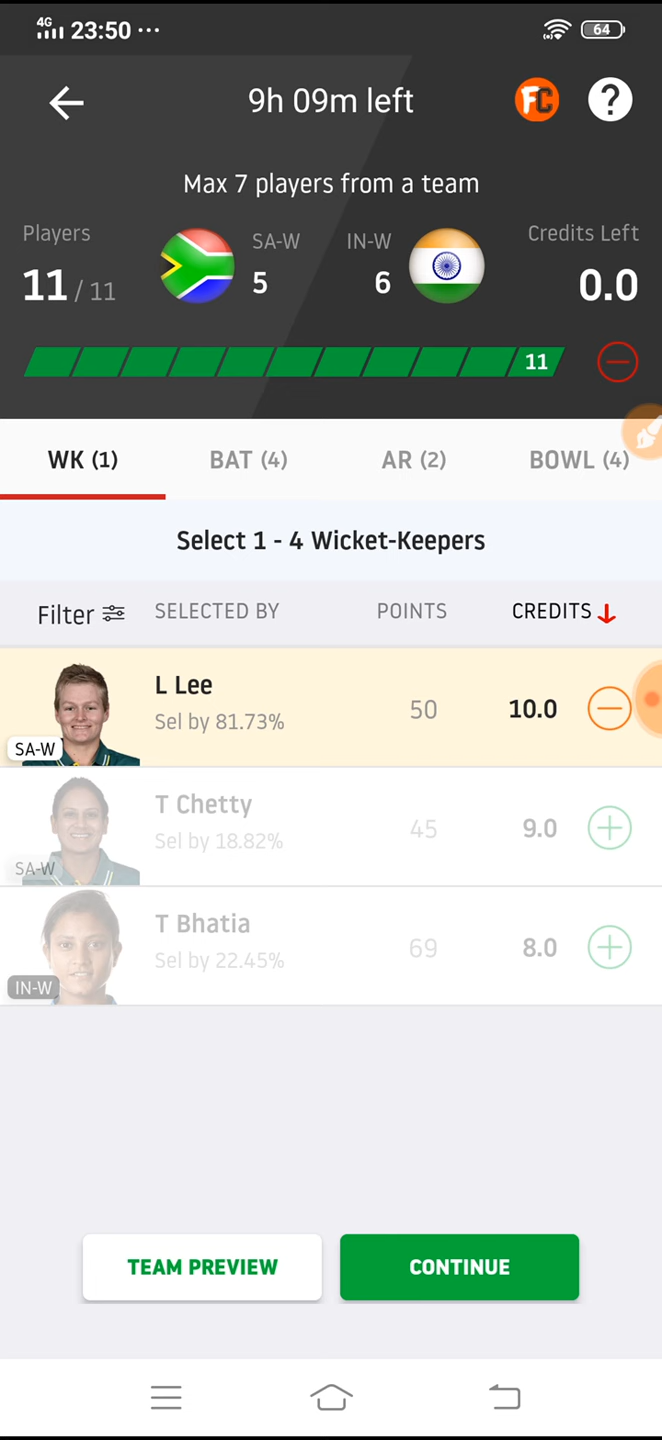 4G 23:50 ... 64
9h 09m left FC ?
Max 7 players from a team
Players SA-W IN-W Credits Left
11 / 11 5 6 0.0
11
WK (1) BAT (4) AR (2) BOWL (4)
Select 1 - 4 Wicket-Keepers
Filter SELECTED BY POINTS CREDITS
L Lee
Sel by 81.73% 50 10.0
SA-W
T Chetty
Sel by 18.82% 45 9.0
SA-W
T Bhatia
Sel by 22.45% 69 8.0
IN-W
TEAM PREVIEW CONTINUE